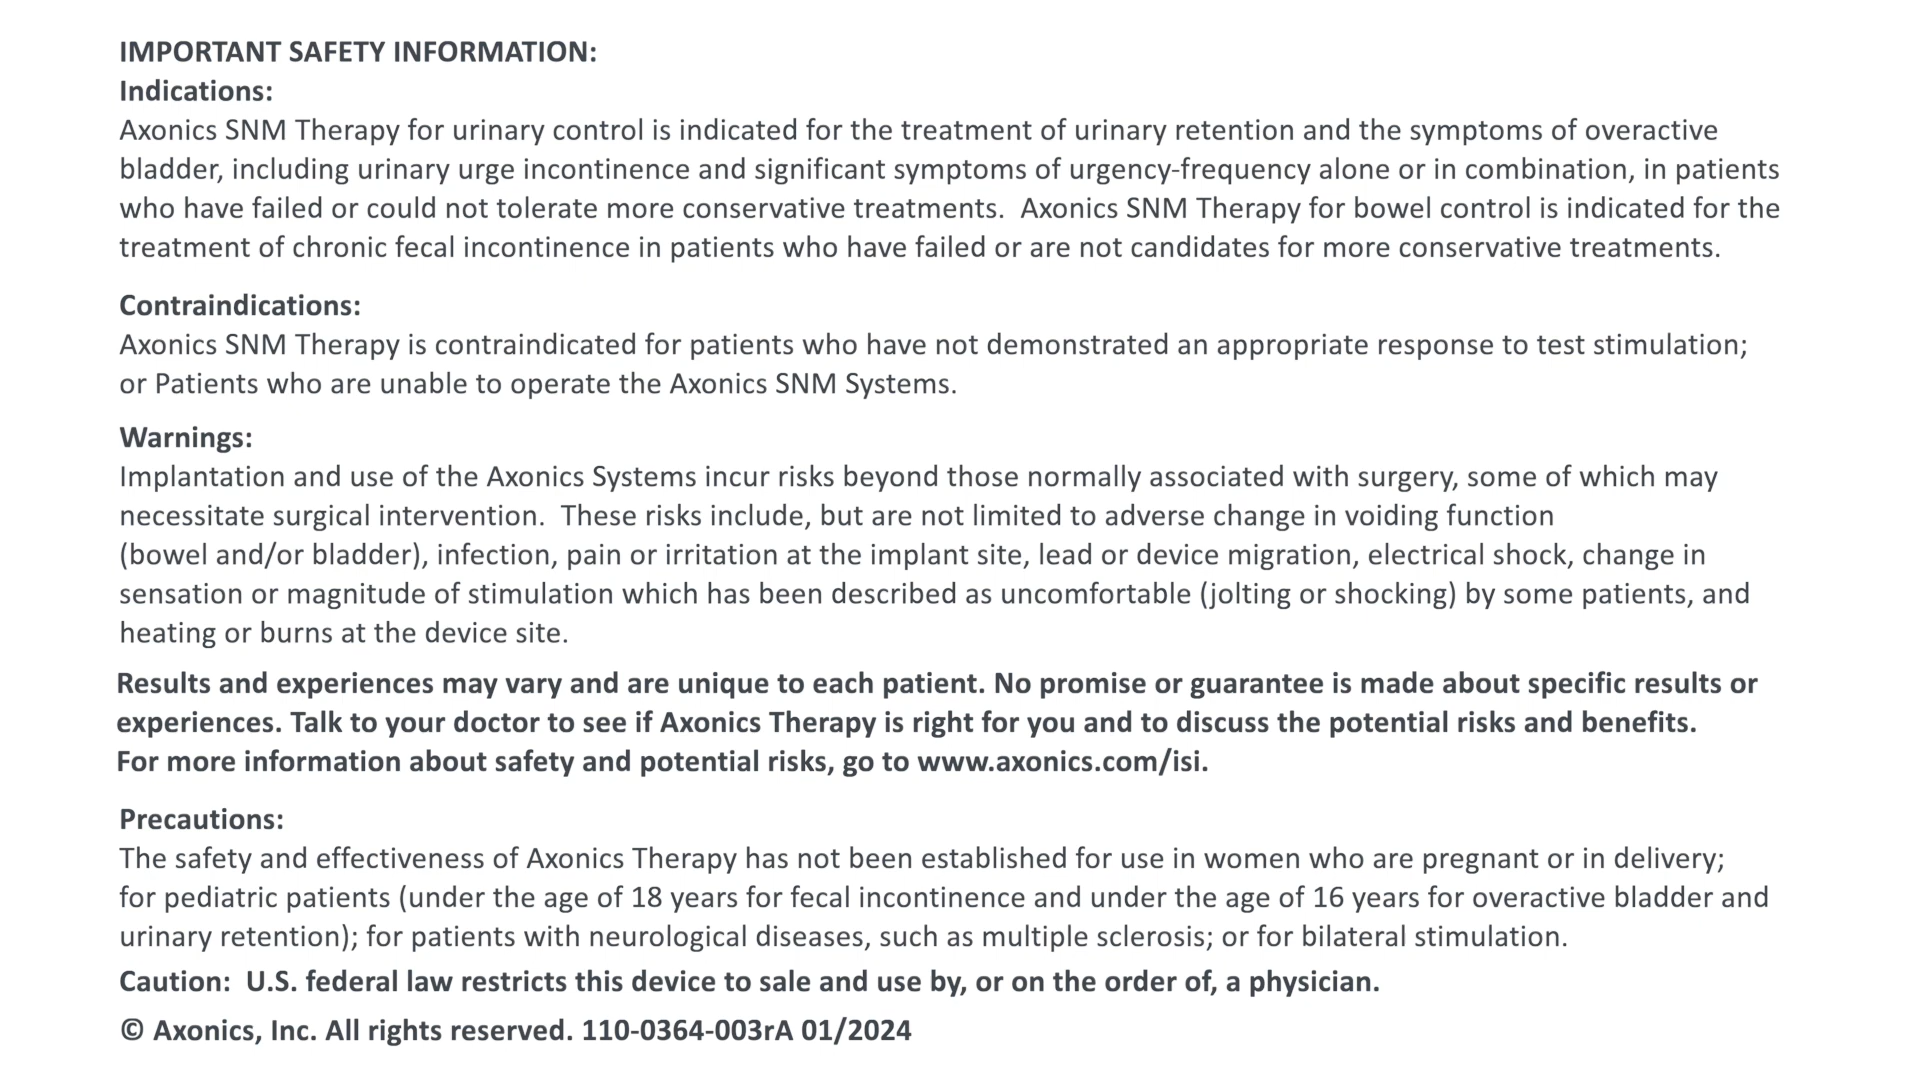 IMPORTANT SAFETY INFORMATION:
Indications:
Axonics SNM Therapy for urinary control is indicated for the treatment of urinary retention and the symptoms of overactive
bladder, including urinary urge incontinence and significant symptoms of urgency-frequency alone or in combination, in patients
who have failed or could not tolerate more conservative treatments.  Axonics SNM Therapy for bowel control is indicated for the
treatment of chronic fecal incontinence in patients who have failed or are not candidates for more conservative treatments.
Contraindications:
Axonics SNM Therapy is contraindicated for patients who have not demonstrated an appropriate response to test stimulation;
or Patients who are unable to operate the Axonics SNM Systems.
Warnings:
Implantation and use of the Axonics Systems incur risks beyond those normally associated with surgery, some of which may
necessitate surgical intervention.  These risks include, but are not limited to adverse change in voiding function
(bowel and/or bladder), infection, pain or irritation at the implant site, lead or device migration, electrical shock, change in
sensation or magnitude of stimulation which has been described as uncomfortable (jolting or shocking) by some patients, and
heating or burns at the device site.
Results and experiences may vary and are unique to each patient. No promise or guarantee is made about specific results or
experiences. Talk to your doctor to see if Axonics Therapy is right for you and to discuss the potential risks and benefits.
For more information about safety and potential risks, go to www.axonics.com/isi.
Precautions:
The safety and effectiveness of Axonics Therapy has not been established for use in women who are pregnant or in delivery;
for pediatric patients (under the age of 18 years for fecal incontinence and under the age of 16 years for overactive bladder and
urinary retention); for patients with neurological diseases, such as multiple sclerosis; or for bilateral stimulation.
Caution:  U.S. federal law restricts this device to sale and use by, or on the order of, a physician.
© Axonics, Inc. All rights reserved. 110-0364-003rA 01/2024